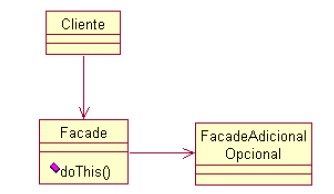 Cliente
Facade
doThis()
FacadeAdicional
Opcional